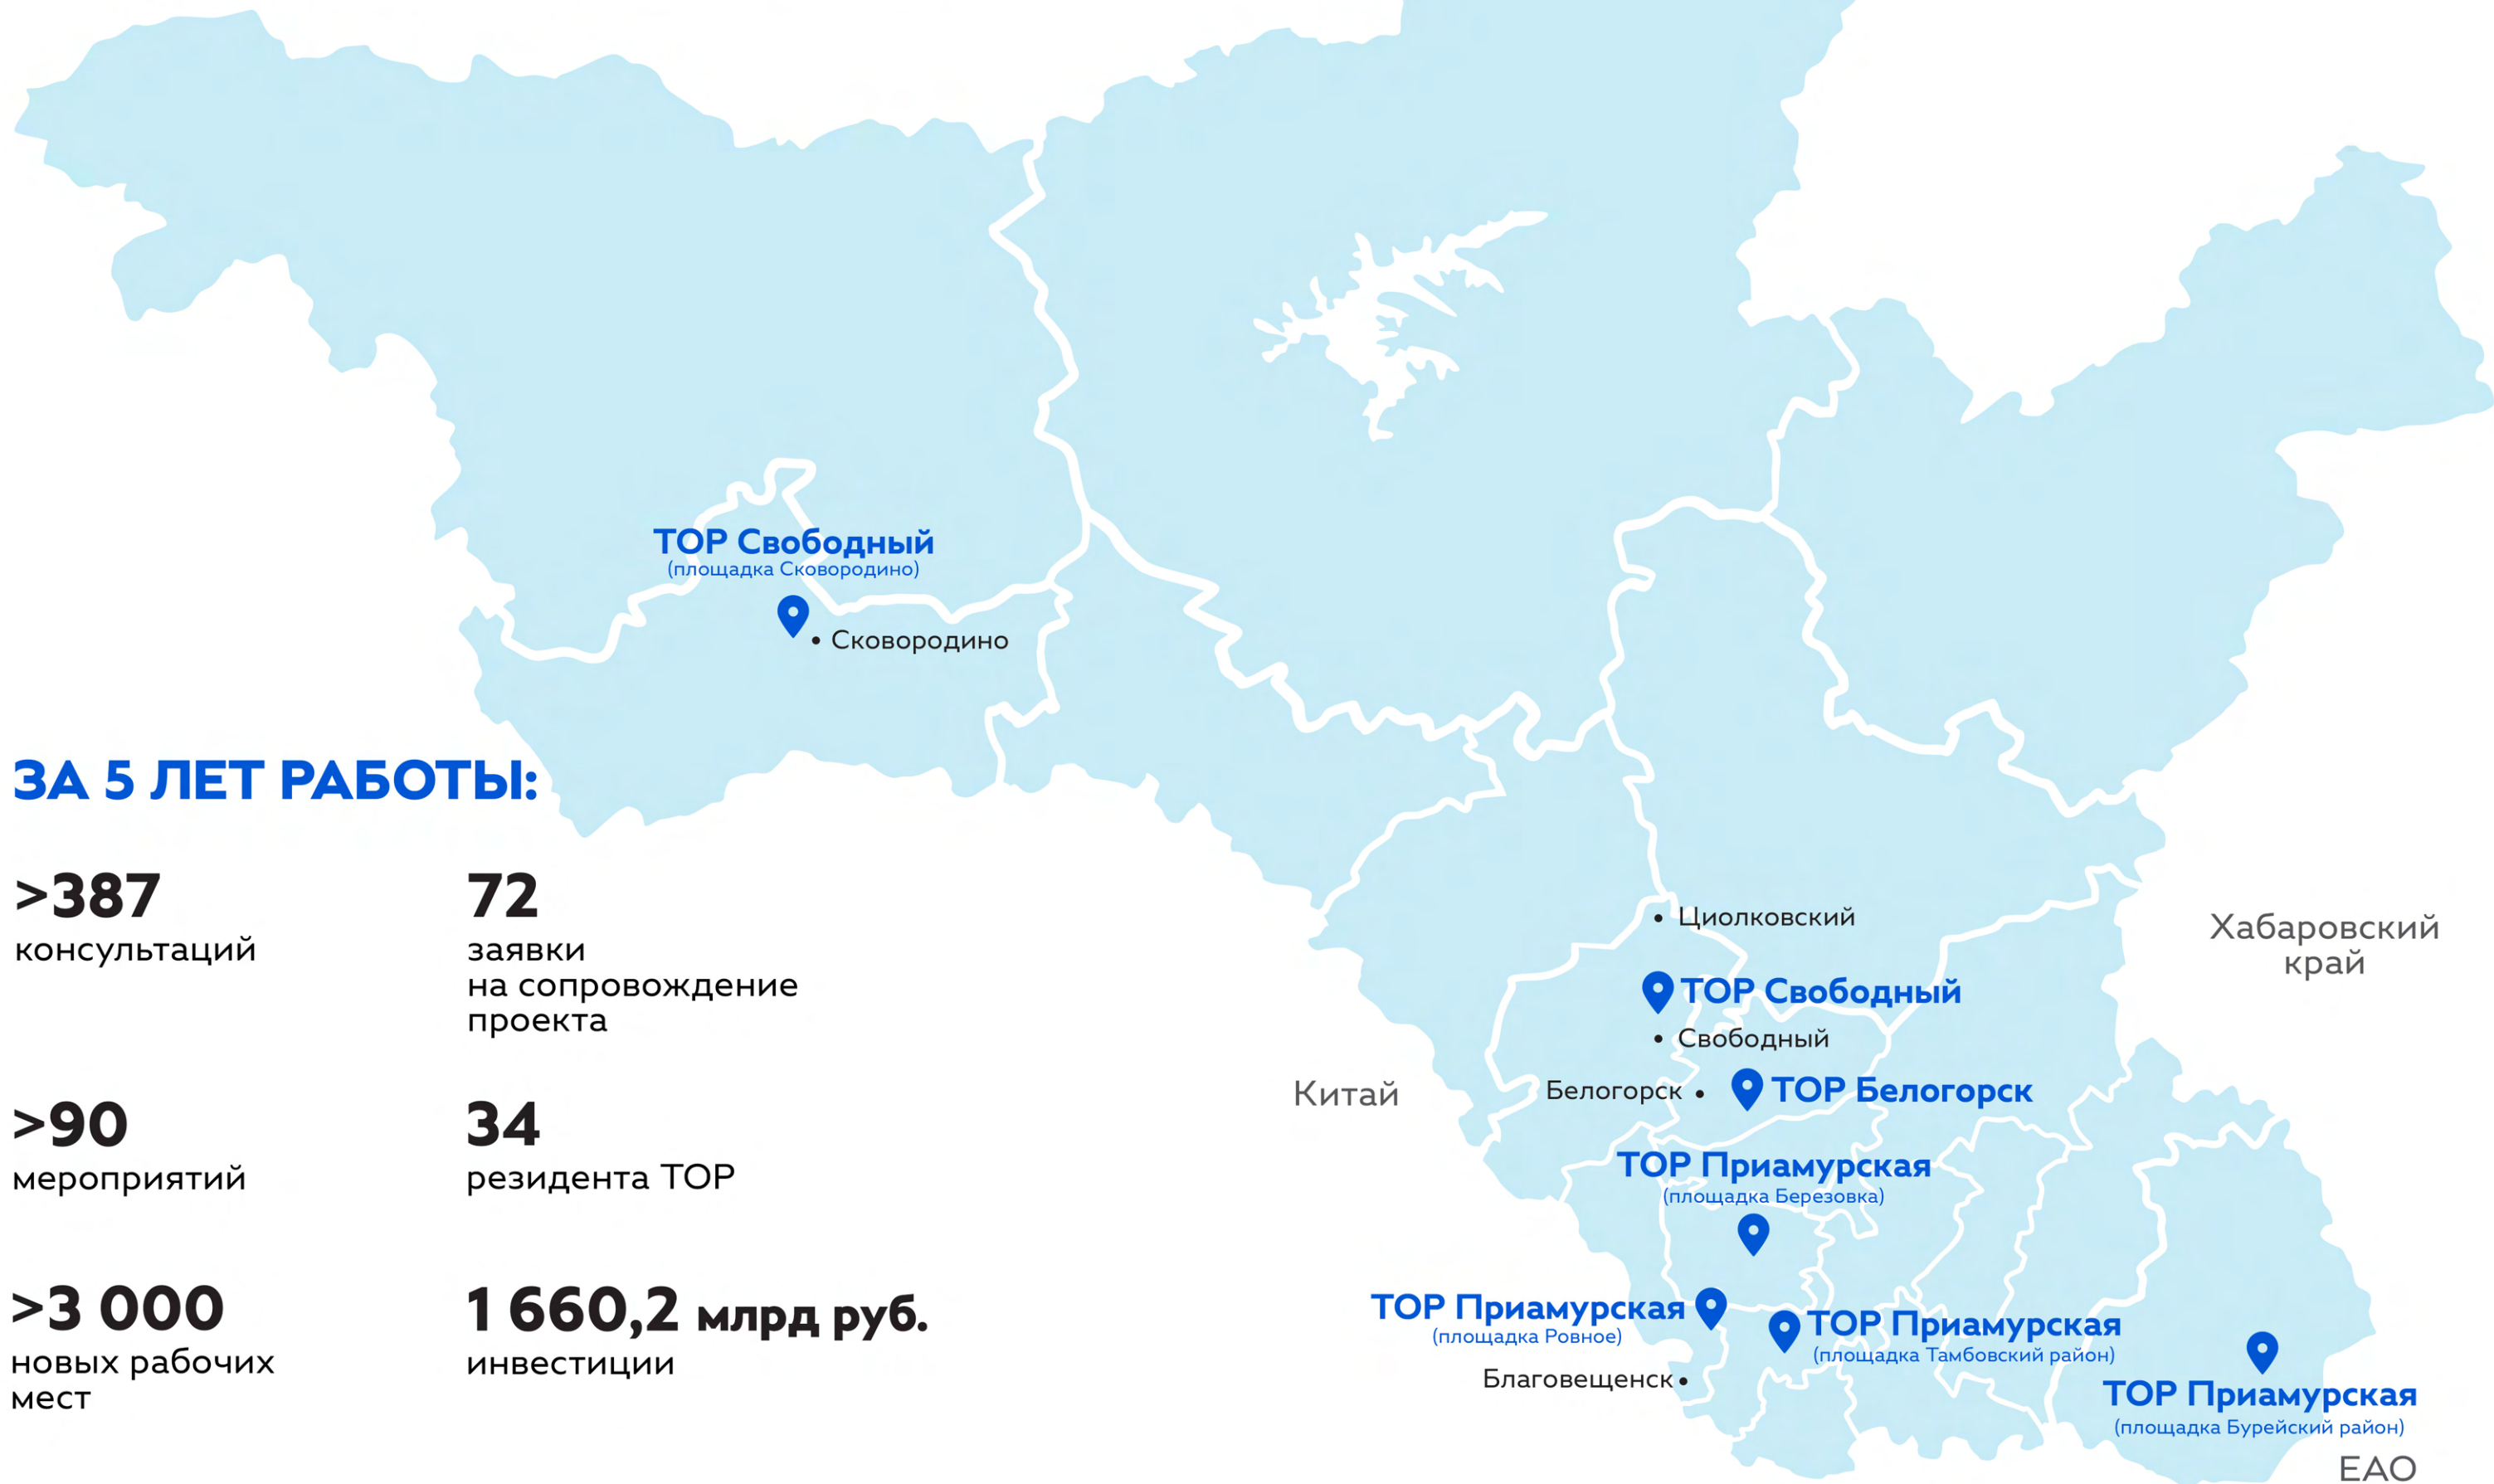 ТОР Свободный
(площадка Сковородино)
Сковородино
ЗА 5 ЛЕТ РАБОТЫ:
>387
консультаций
72
заявки
на сопровождение
проекта
>90
мероприятий
34
резидента ТОР
>3 000
новых рабочих
мест
1 660,2 млрд руб.
инвестиции
Циолковский
Хабаровский
край
ТОР Свободный
Свободный
Китай
Белогорск
ТОР Белогорск
ТОР Приамурская
(площадка Березовка)
ТОР Приамурская
(площадка Ровное)
ТОР Приамурская
(площадка Тамбовский район)
Благовещенск
ТОР Приамурская
(площадка Бурейский район)
ЕАО